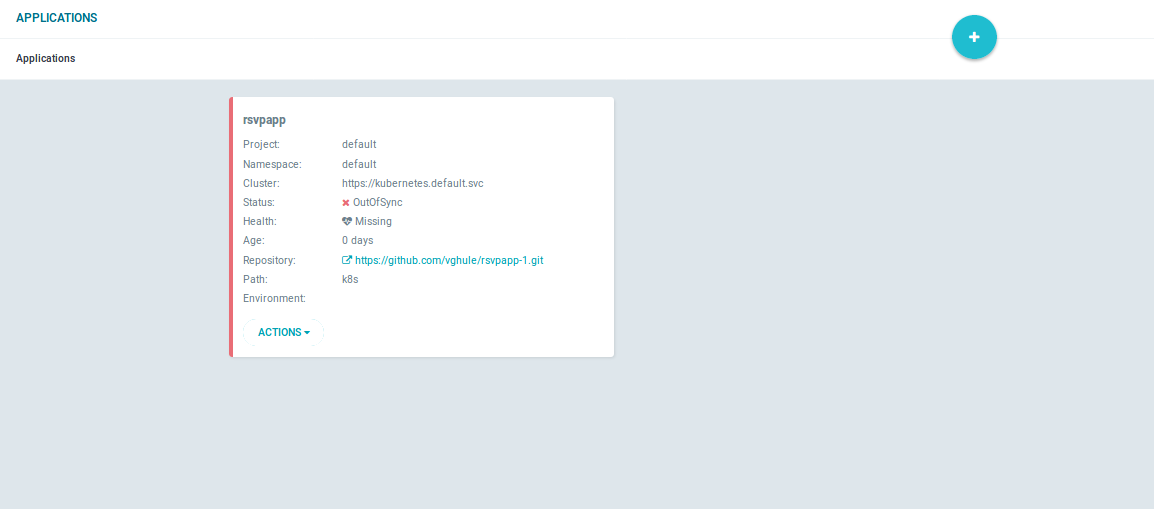 APPLICATIONS
Applications
rsvpapp
Project: default
Namespace: default
Cluster: https://kubernetes.default.svc
Status: OutOfSync
Health: Missing
Age: 0 days
Repository: https://github.com/vghule/rsvpapp-1.git
Path: k8s
Environment:
ACTIONS